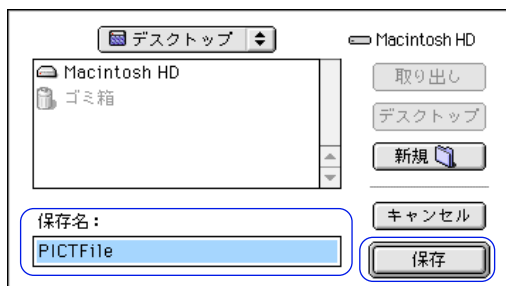 デスクトップ
Macintosh HD
Macintosh HD
ゴミ箱
取り出し
デスクトップ
新規
保存名：
PICTFile
キャンセル
保存